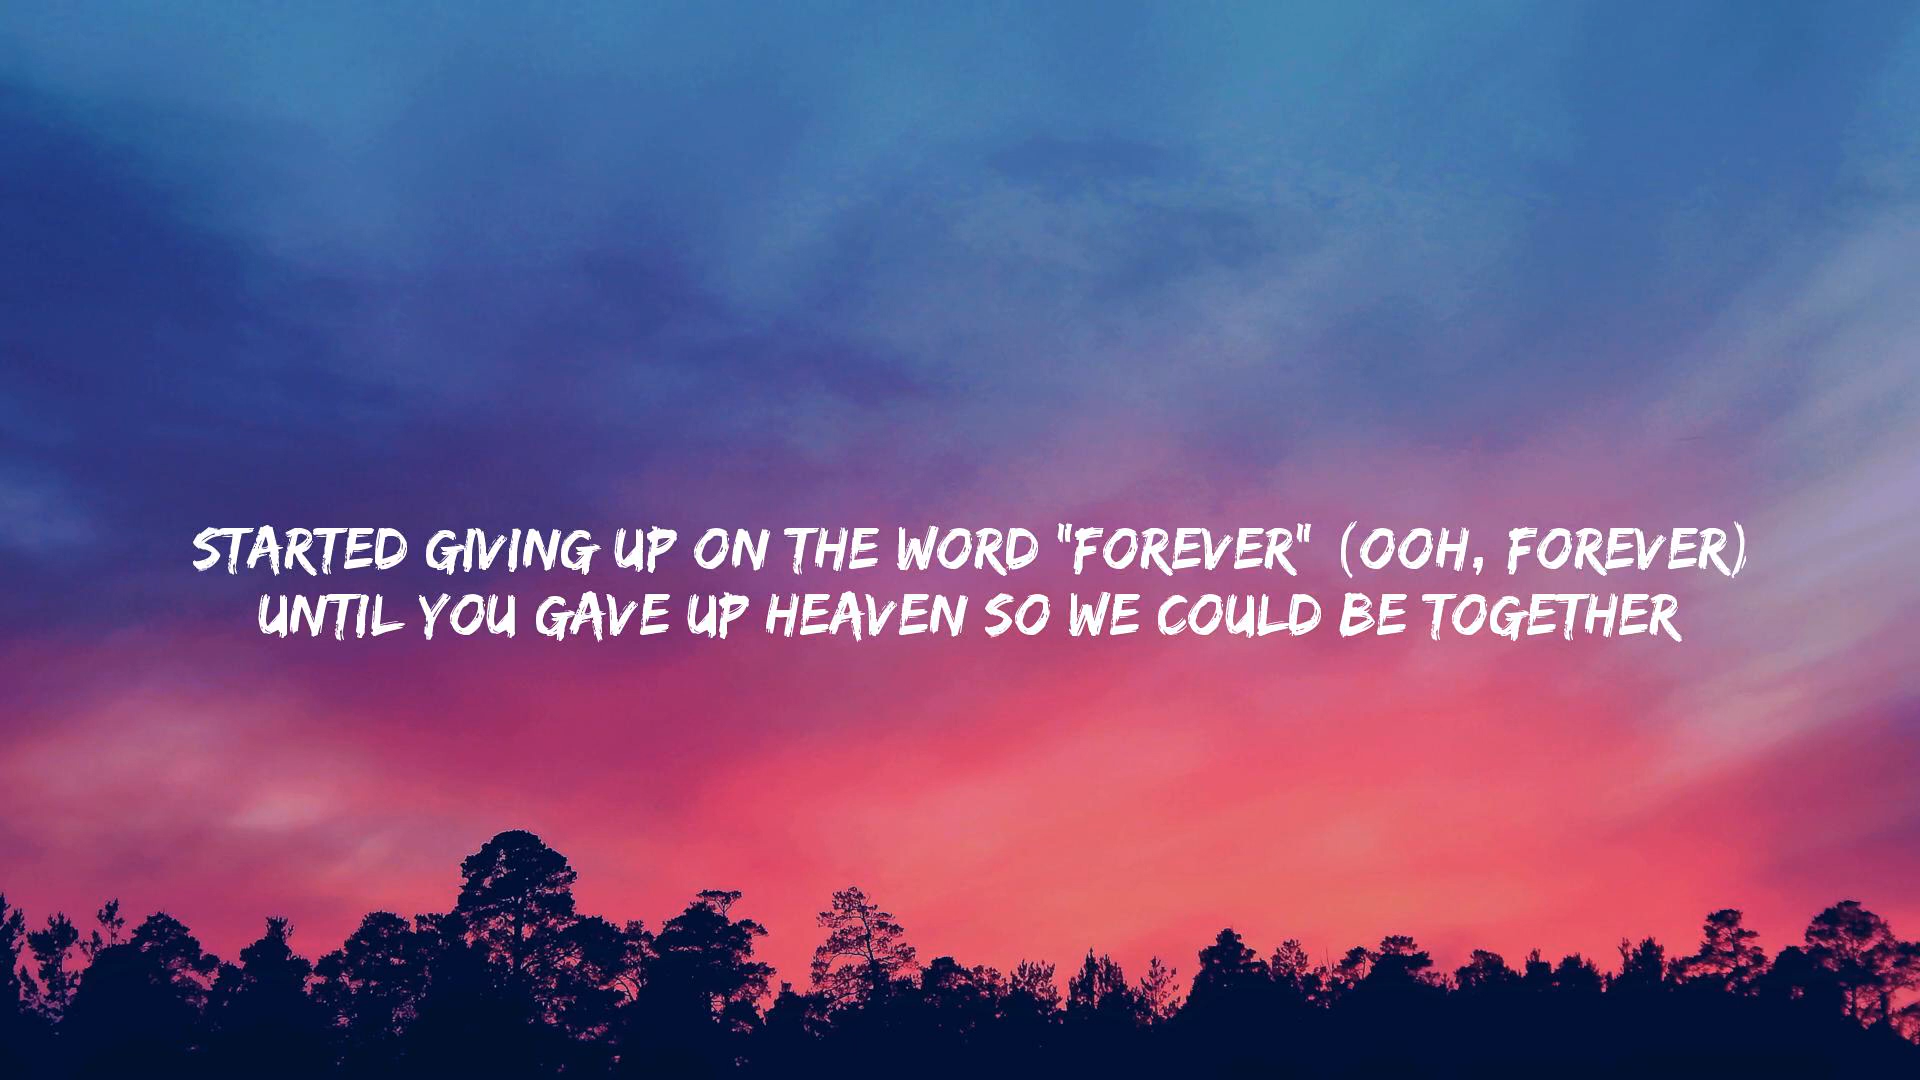 STARTED GIVING UP ON THE WORD "FOREVER" (OOH, FOREVER)
UNTIL YOU GAVE UP HEAVEN SO WE COULD BE TOGETHER